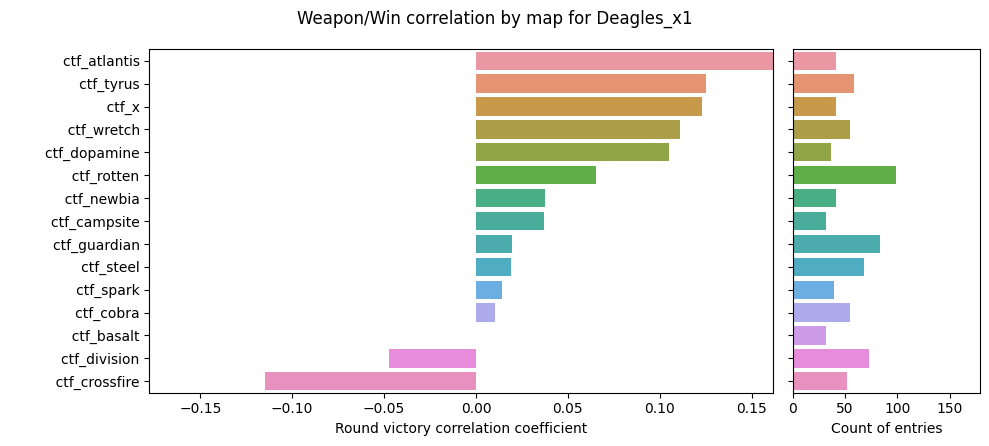 Weapon/Win correlation by map for Deagles_x1
ctf_atlantis
ctf_tyrus
ctf_x
ctf_wretch
ctf_dopamine
ctf_rotten
ctf_newbia
ctf_campsite
ctf_guardian
ctf_steel
ctf_spark
ctf_cobra
ctf_basalt
ctf_division
ctf_crossfire
−0.15 −0.10 −0.05 0.00 0.05 0.10 0.15
Round victory correlation coefficient
0 50 100 150
Count of entries